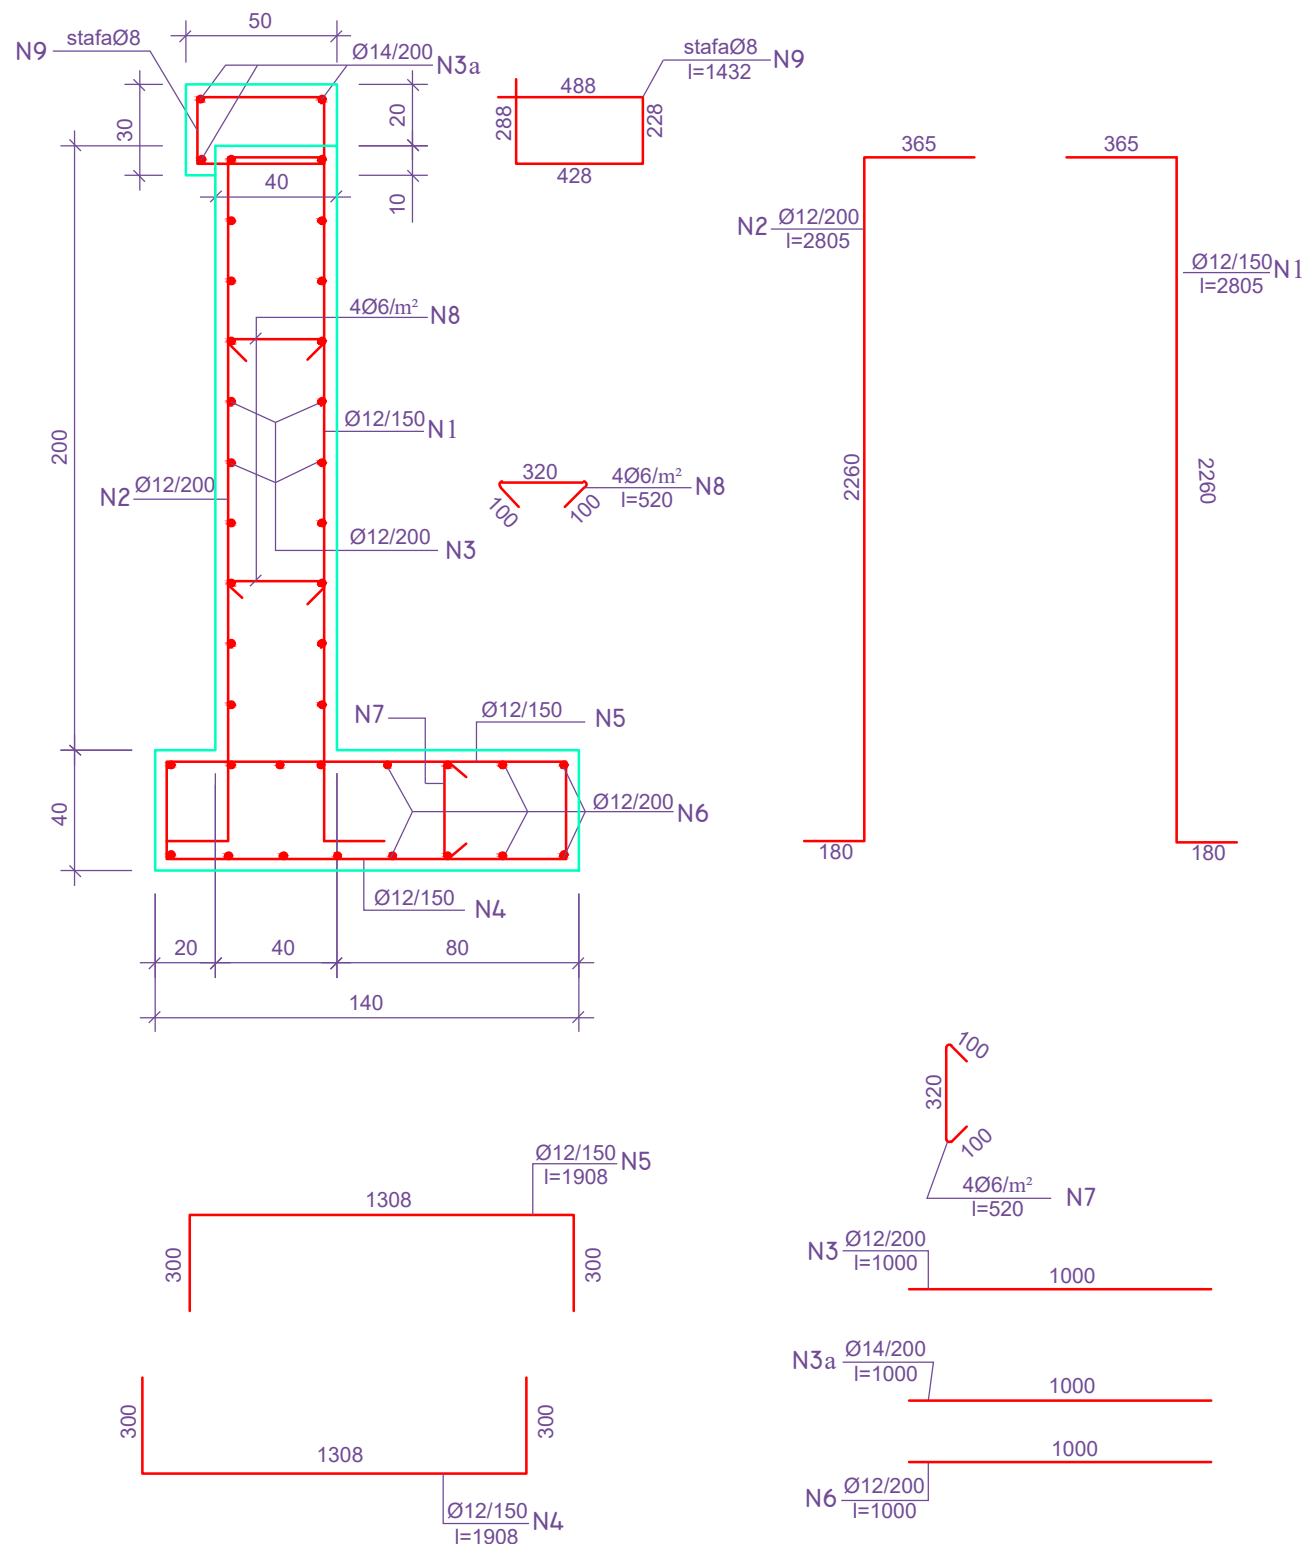 50
N9 stafaØ8
Ø14/200 N3a
30
20
40
10
stafaØ8 N9
l=1432
488
288
228
428
365
365
N2 Ø12/200
l=2805
Ø12/150 N1
l=2805
2260
2260
180
180
4Ø6/m² N8
200
Ø12/150 N1
N2 Ø12/200
Ø12/200 N3
320
100
100
4Ø6/m² N8
l=520
N7
Ø12/150 N5
40
Ø12/200 N6
Ø12/150 N4
20
40
80
140
100
320
100
4Ø6/m² N7
l=520
Ø12/150 N5
l=1908
1308
300
300
N3 Ø12/200
l=1000
1000
N3a Ø14/200
l=1000
1000
300
300
1308
1000
N6 Ø12/200
l=1000
Ø12/150 N4
l=1908